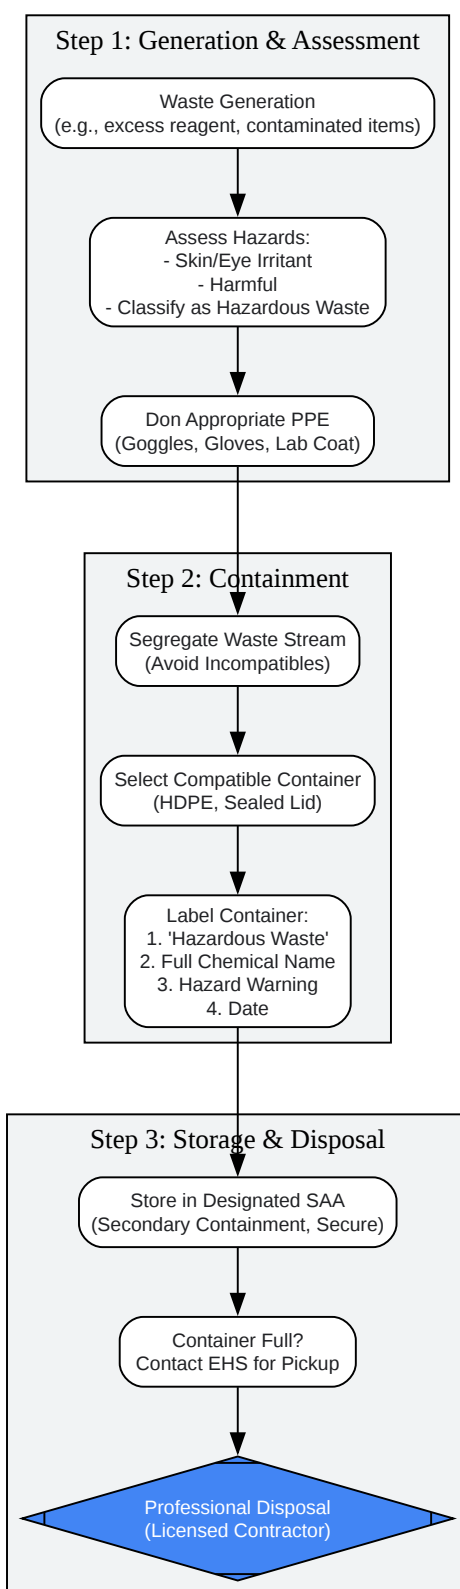 Step 1: Generation & Assessment
Waste Generation
(e.g., excess reagent, contaminated items)
Assess Hazards:
- Skin/Eye Irritant
- Harmful
- Classify as Hazardous Waste
Don Appropriate PPE
(Goggles, Gloves, Lab Coat)
Step 2: Containment
Segregate Waste Stream
(Avoid Incompatibles)
Select Compatible Container
(HDPE, Sealed Lid)
Label Container:
1. 'Hazardous Waste'
2. Full Chemical Name
3. Hazard Warning
4. Date
Step 3: Storage & Disposal
Store in Designated SAA
(Secondary Containment, Secure)
Container Full?
Contact EHS for Pickup
Professional Disposal
(Licensed Contractor)